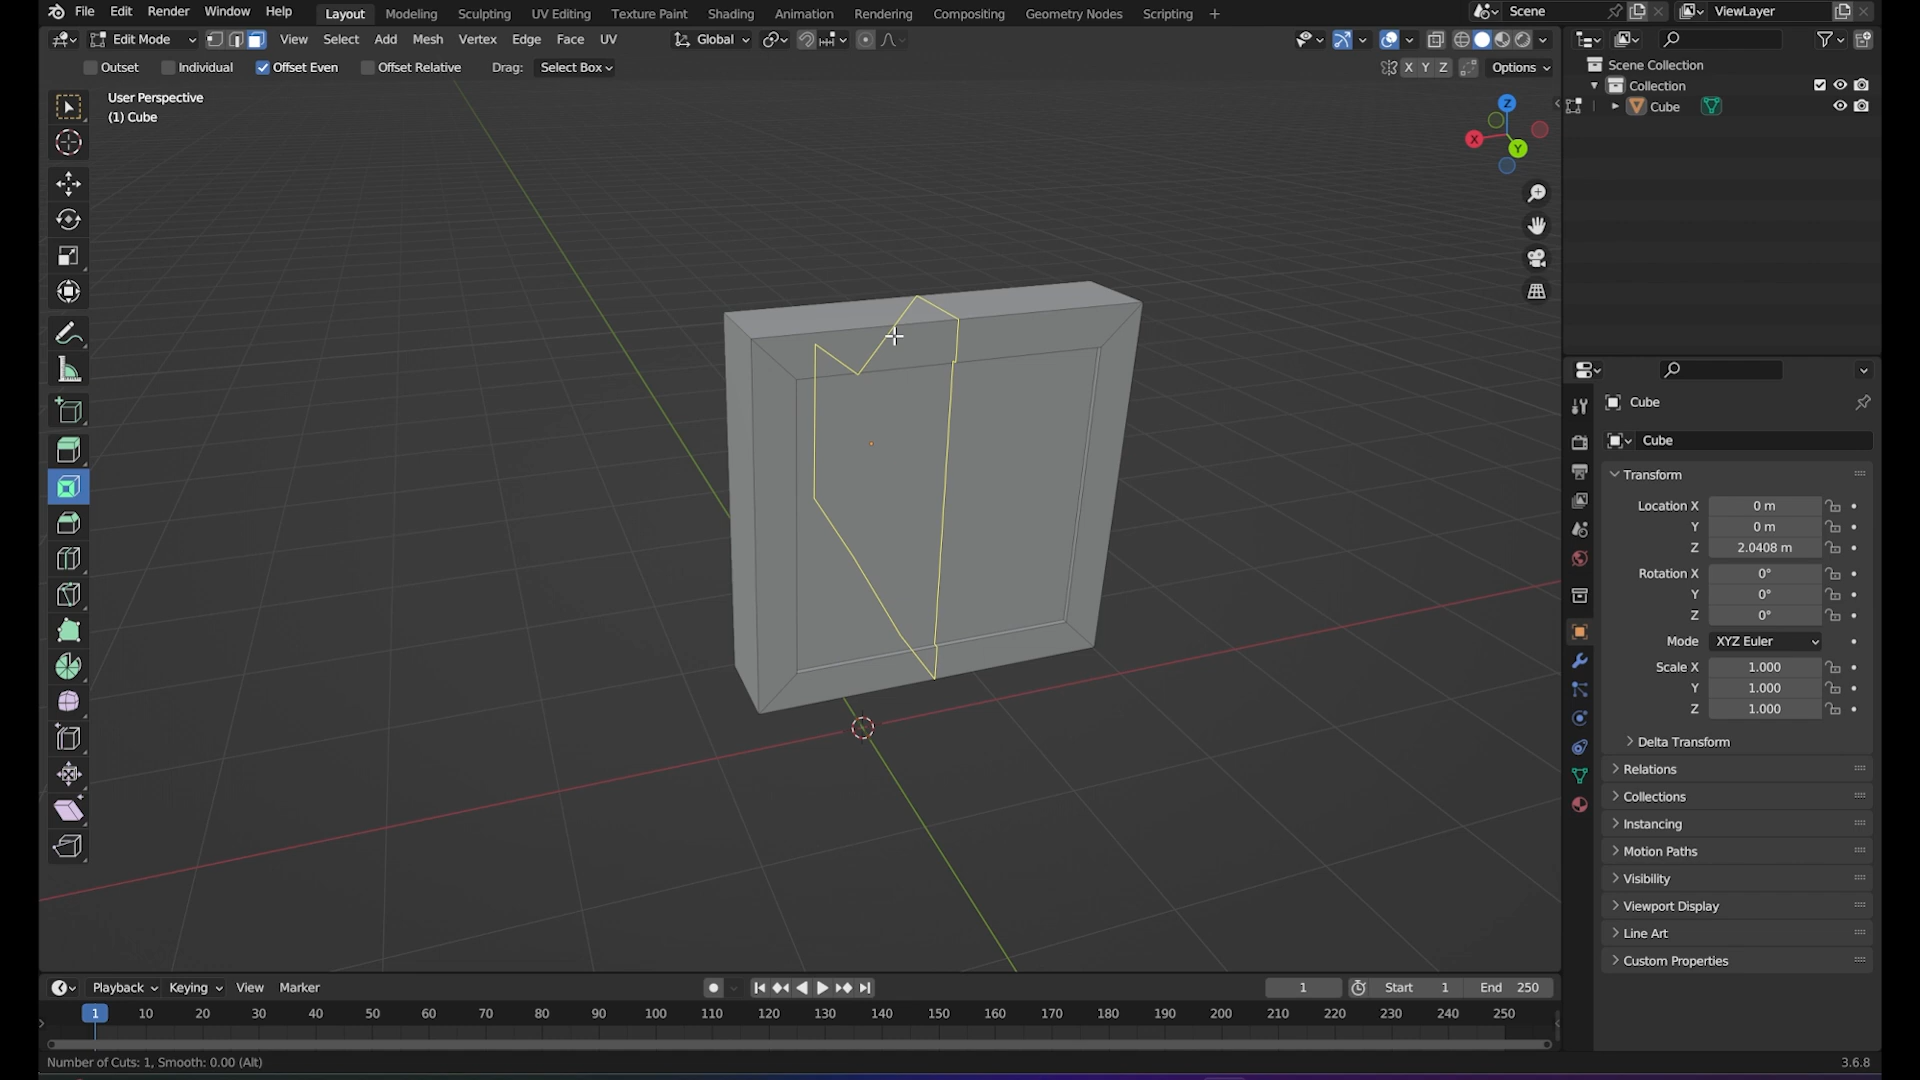 File Edit Render Window Help Layout Modeling Sculpting UV Editing Texture Paint Shading Animation Rendering Compositing Geometry Nodes Scripting + Scene ViewLayer
Edit Mode View Select Add Mesh Vertex Edge Face UV Global
Outset Individual Offset Even Offset Relative Drag: Select Box X Y Z Options
User Perspective
(1) Cube
Z
X
Y
Scene Collection
Collection
Cube
Cube
Cube
Transform
Location X 0 m
Y 0 m
Z 2.0408 m
Rotation X 0°
Y 0°
Z 0°
Mode XYZ Euler
Scale X 1.000
Y 1.000
Z 1.000
Delta Transform
Relations
Collections
Instancing
Motion Paths
Visibility
Viewport Display
Line Art
Custom Properties
Playback Keying View Marker 1 Start 1 End 250
1 10 20 30 40 50 60 70 80 90 100 110 120 130 140 150 160 170 180 190 200 210 220 230 240 250
Number of Cuts: 1, Smooth: 0.00 (Alt) 3.6.8